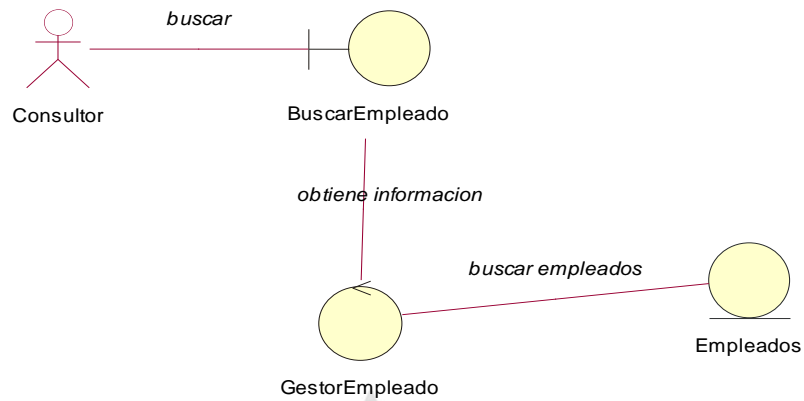 buscar
Consultor
BuscarEmpleado
obtiene informacion
buscar empleados
Empleados
GestorEmpleado